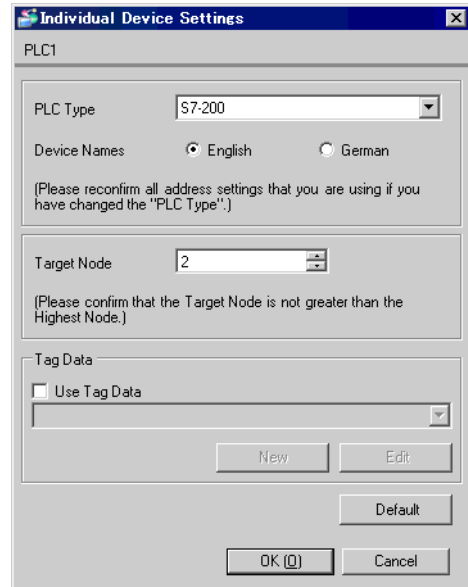 Individual Device Settings
PLC1
PLC Type
S7-200
Device Names
English
German
(Please reconfirm all address settings that you are using if you
have changed the "PLC Type".)
Target Node
2
(Please confirm that the Target Node is not greater than the
Highest Node.)
Tag Data
Use Tag Data
New
Edit
Default
OK (O)
Cancel